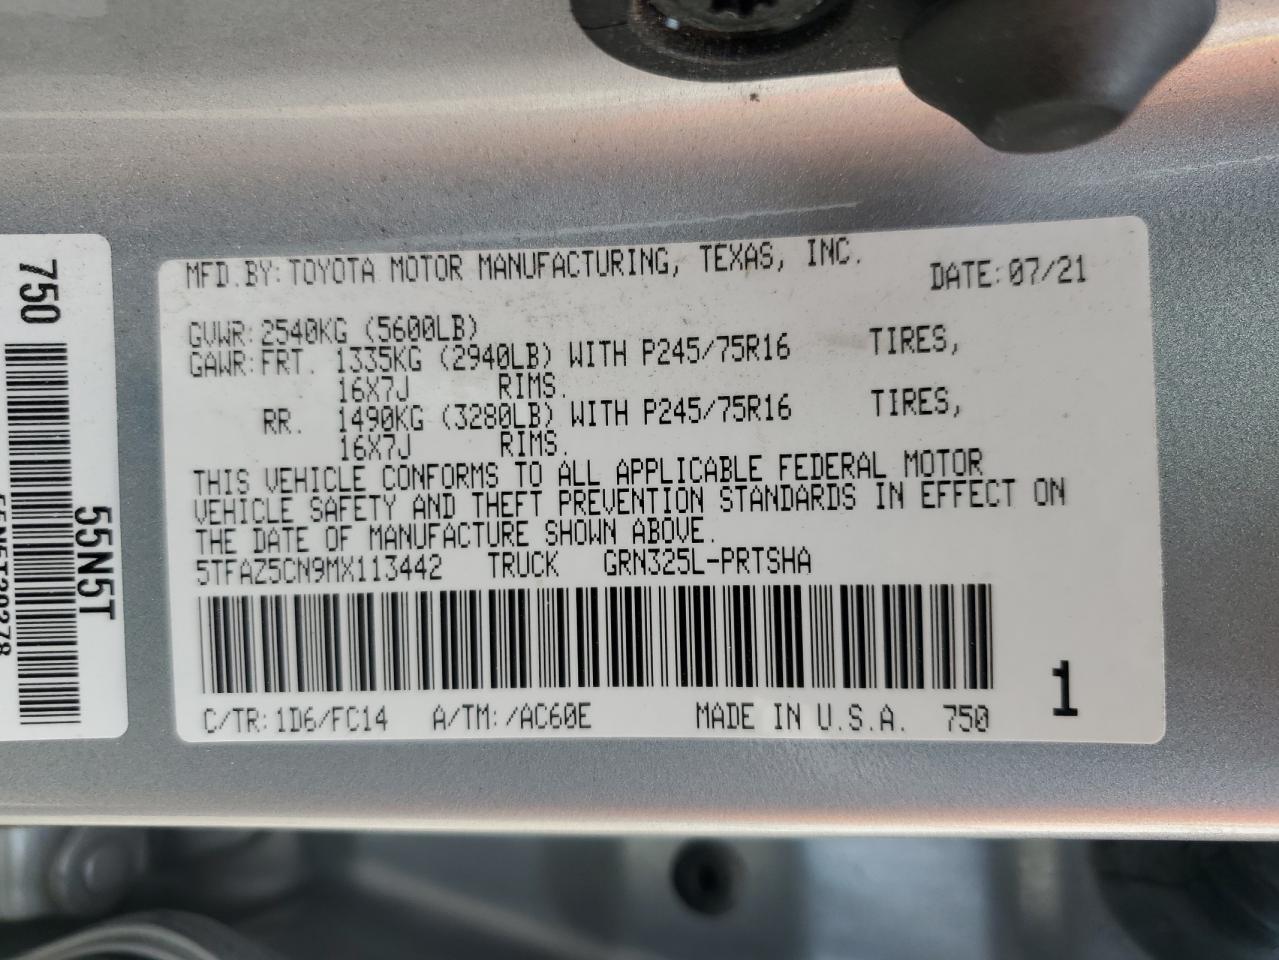 MFD.BY: TOYOTA MOTOR MANUFACTURING, TEXAS, INC. DATE: 07/21
GVWR: 2540KG (5600LB)
GAWR: FRT. 1335KG (2940LB) WITH P245/75R16 TIRES,
16X7J RIMS.
RR. 1490KG (3280LB) WITH P245/75R16 TIRES,
16X7J RIMS.
THIS VEHICLE CONFORMS TO ALL APPLICABLE FEDERAL MOTOR
VEHICLE SAFETY AND THEFT PREVENTION STANDARDS IN EFFECT ON
THE DATE OF MANUFACTURE SHOWN ABOVE.
5TFAZ5CN9MX113442 TRUCK GRN325L-PRTSHA
C/TR: 1D6/FC14 A/TM: /AC60E MADE IN U.S.A. 750
1
750
55N5T